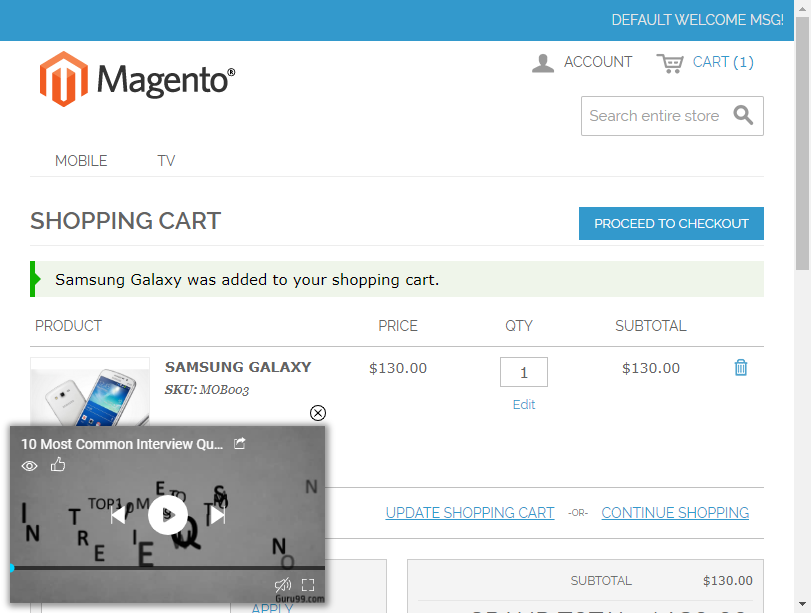 DEFAULT WELCOME MSG!
Magento®
ACCOUNT
CART (1)
Search entire store
MOBILE TV
SHOPPING CART
PROCEED TO CHECKOUT
Samsung Galaxy was added to your shopping cart.
PRODUCT PRICE QTY SUBTOTAL
SAMSUNG GALAXY $130.00 1 $130.00
SKU: MOB003
Edit
10 Most Common Interview Qu...
UPDATE SHOPPING CART -OR- CONTINUE SHOPPING
SUBTOTAL $130.00
Guru99.com
APPLY